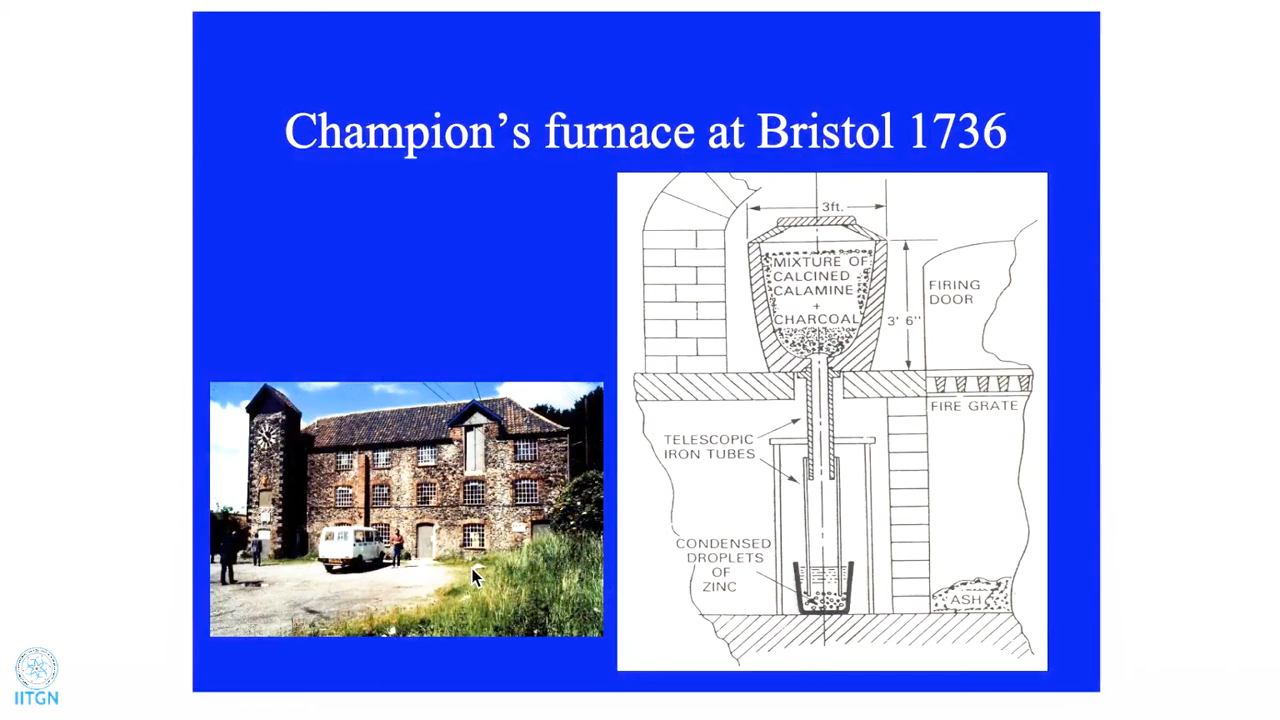 Champion’s furnace at Bristol 1736
3ft.
MIXTURE OF
CALCINED
CALAMINE
+
CHARCOAL
3' 6''
FIRING
DOOR
FIRE GRATE
TELESCOPIC
IRON TUBES
CONDENSED
DROPLETS
OF
ZINC
ASH
IITGN